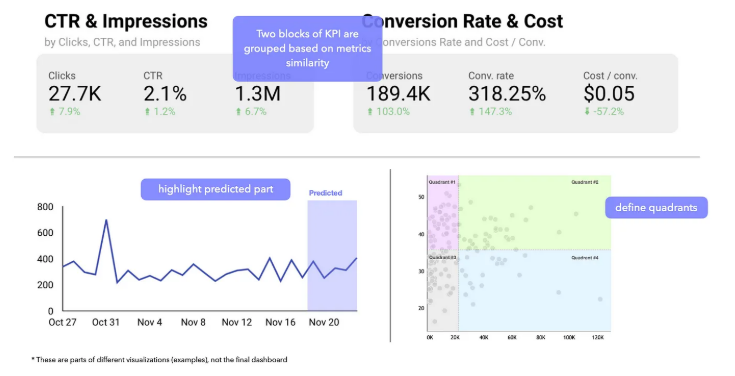 CTR & Impressions
by Clicks, CTR, and Impressions
Two blocks of KPI are
grouped based on metrics
similarity
Conversion Rate & Cost
Conversions Rate and Cost / Conv.
Clicks
27.7K
7.9%
CTR
2.1%
1.2%
Impressions
1.3M
6.7%
Conversions
189.4K
103.0%
Conv. rate
318.25%
147.3%
Cost / conv.
$0.05
-57.2%
highlight predicted part
Predicted
800
600
400
200
0
Oct 27 Oct 31 Nov 4 Nov 8 Nov 12 Nov 16 Nov 20
define quadrants
Quadrant #1
Quadrant #2
Quadrant #3
Quadrant #4
50
40
30
20
0K 20K 40K 60K 80K 100K 120K
* These are parts of different visualizations (examples), not the final dashboard